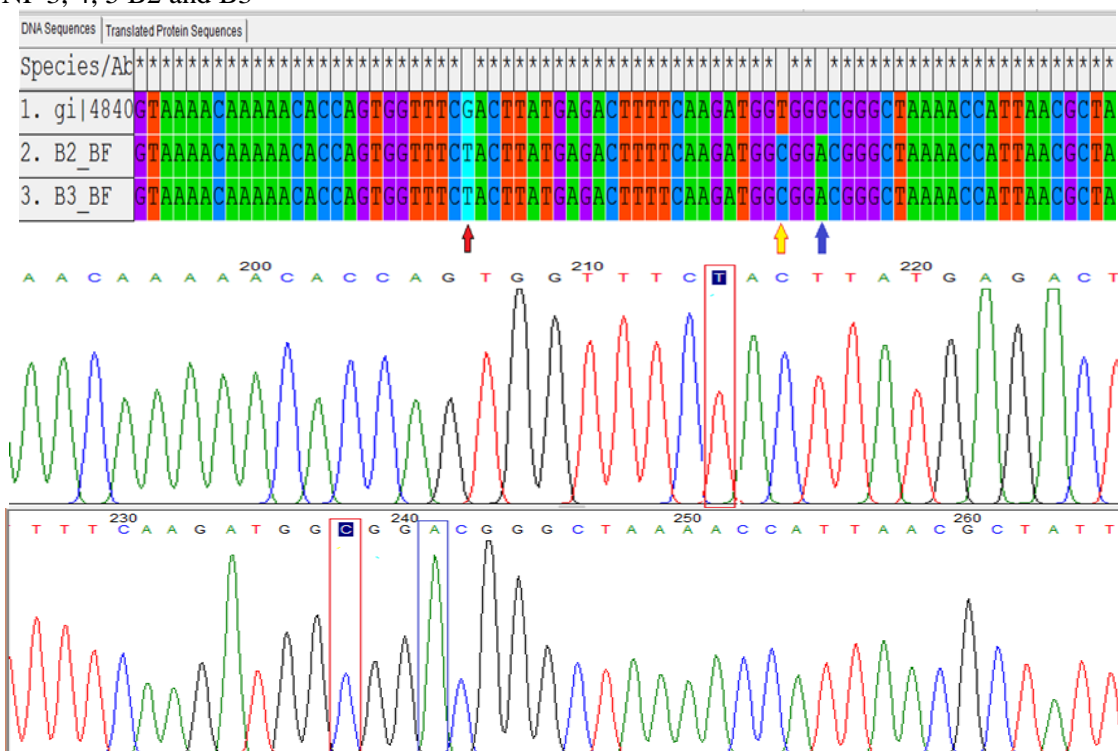 NP 3, 4, 5 B2 and B3
DNA Sequences Translated Protein Sequences
Species/Ab ************************* *********************** ** **********************
1. gi|4840 GTAAAACAAAAACACCAGTGGTTTCGACTTATGAGACTTTTCAAGATGGTGGGCGGGCTAAAACCATTAACGCTA
2. B2_BF GTAAAACAAAAACACCAGTGGTTTCTACTTATGAGACTTTTCAAGATGGCGGACGGGCTAAAACCATTAACGCTA
3. B3_BF GTAAAACAAAAACACCAGTGGTTTCTACTTATGAGACTTTTCAAGATGGCGGACGGGCTAAAACCATTAACGCTA
200 210 220
A A C A A A A A C A C C A G T G G T T T C T A C T T A T G A G A C T
230 240 250 260
T T T C A A G A T G G C G G A C G G G C T A A A A C C A T T A A C G C T A T T